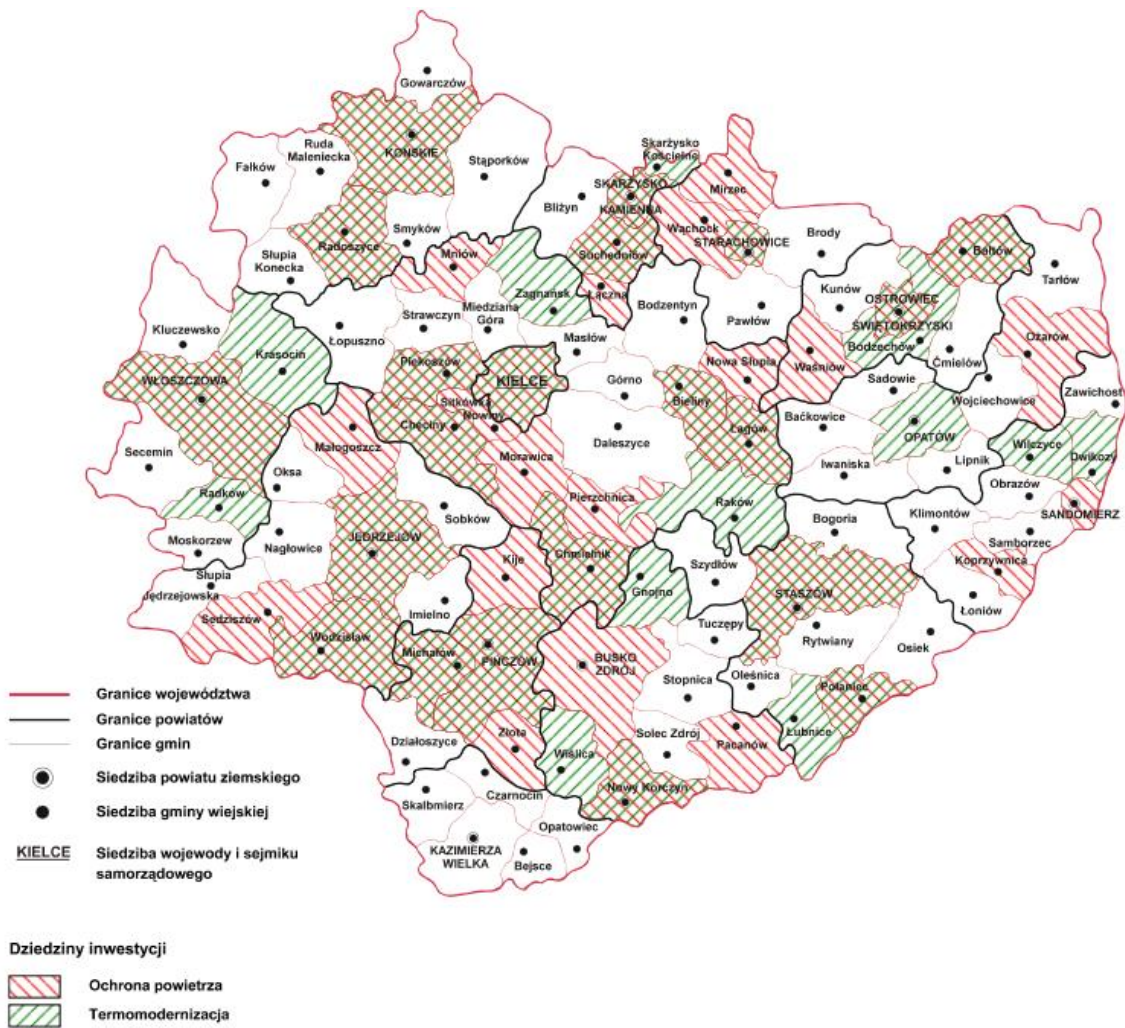 Gowarczów
KOŃSKIE
Ruda
Maleniecka
Fałków
Stąporków
Smyków
Radoszyce
Słupia
Konecka
Skarżysko
Kościelne
SKARŻYSKO
KAMIENNA
Bliżyn
Suchedniów
Łączna
Mirzec
Wąchock
STARACHOWICE
Brody
Pawłów
Bałtów
Tarłów
Kunów
OSTROWIEC
ŚWIĘTOKRZYSKI
Bodzechów
Ćmielów
Waśniów
Ożarów
Mniów
Zagnańsk
Miedziana
Góra
Strawczyn
Łopuszno
Bodzentyn
Masłów
Kluczewsko
Krasocin
WŁOSZCZOWA
Piekoszów
KIELCE
Sitkówka
Nowiny
Chęciny
Górno
Bieliny
Nowa Słupia
Łagów
Daleszyce
Sadowie
Wojciechowice
Zawichost
Baćkowice
OPATÓW
Wilczyce
Dwikozy
Iwaniska
Lipnik
Obrazów
SANDOMIERZ
Secemin
Małogoszcz
Oksa
Morawica
Pierzchnica
Raków
Radków
Moskorzew
Nagłowice
JĘDRZEJÓW
Sobków
Bogoria
Klimontów
Samborzec
Koprzywnica
Łoniów
Słupia
Jędrzejowska
Sędziszów
Wodzisław
Imielno
Kije
Chmielnik
Gnojno
Szydłów
STASZÓW
Tuczępy
Rytwiany
Osiek
Michałów
PIŃCZÓW
BUSKO
ZDRÓJ
Stopnica
Oleśnica
Połaniec
Łubnice
Solec Zdrój
Pacanów
Działoszyce
Złota
Wiślica
Nowy Korczyn
Skalbmierz
Czarnocin
Opatowiec
KAZIMIERZA
WIELKA
Bejsce
Granice województwa
Granice powiatów
Granice gmin
Siedziba powiatu ziemskiego
Siedziba gminy wiejskiej
KIELCE Siedziba wojewody i sejmiku
samorządowego
Dziedziny inwestycji
Ochrona powietrza
Termomodernizacja